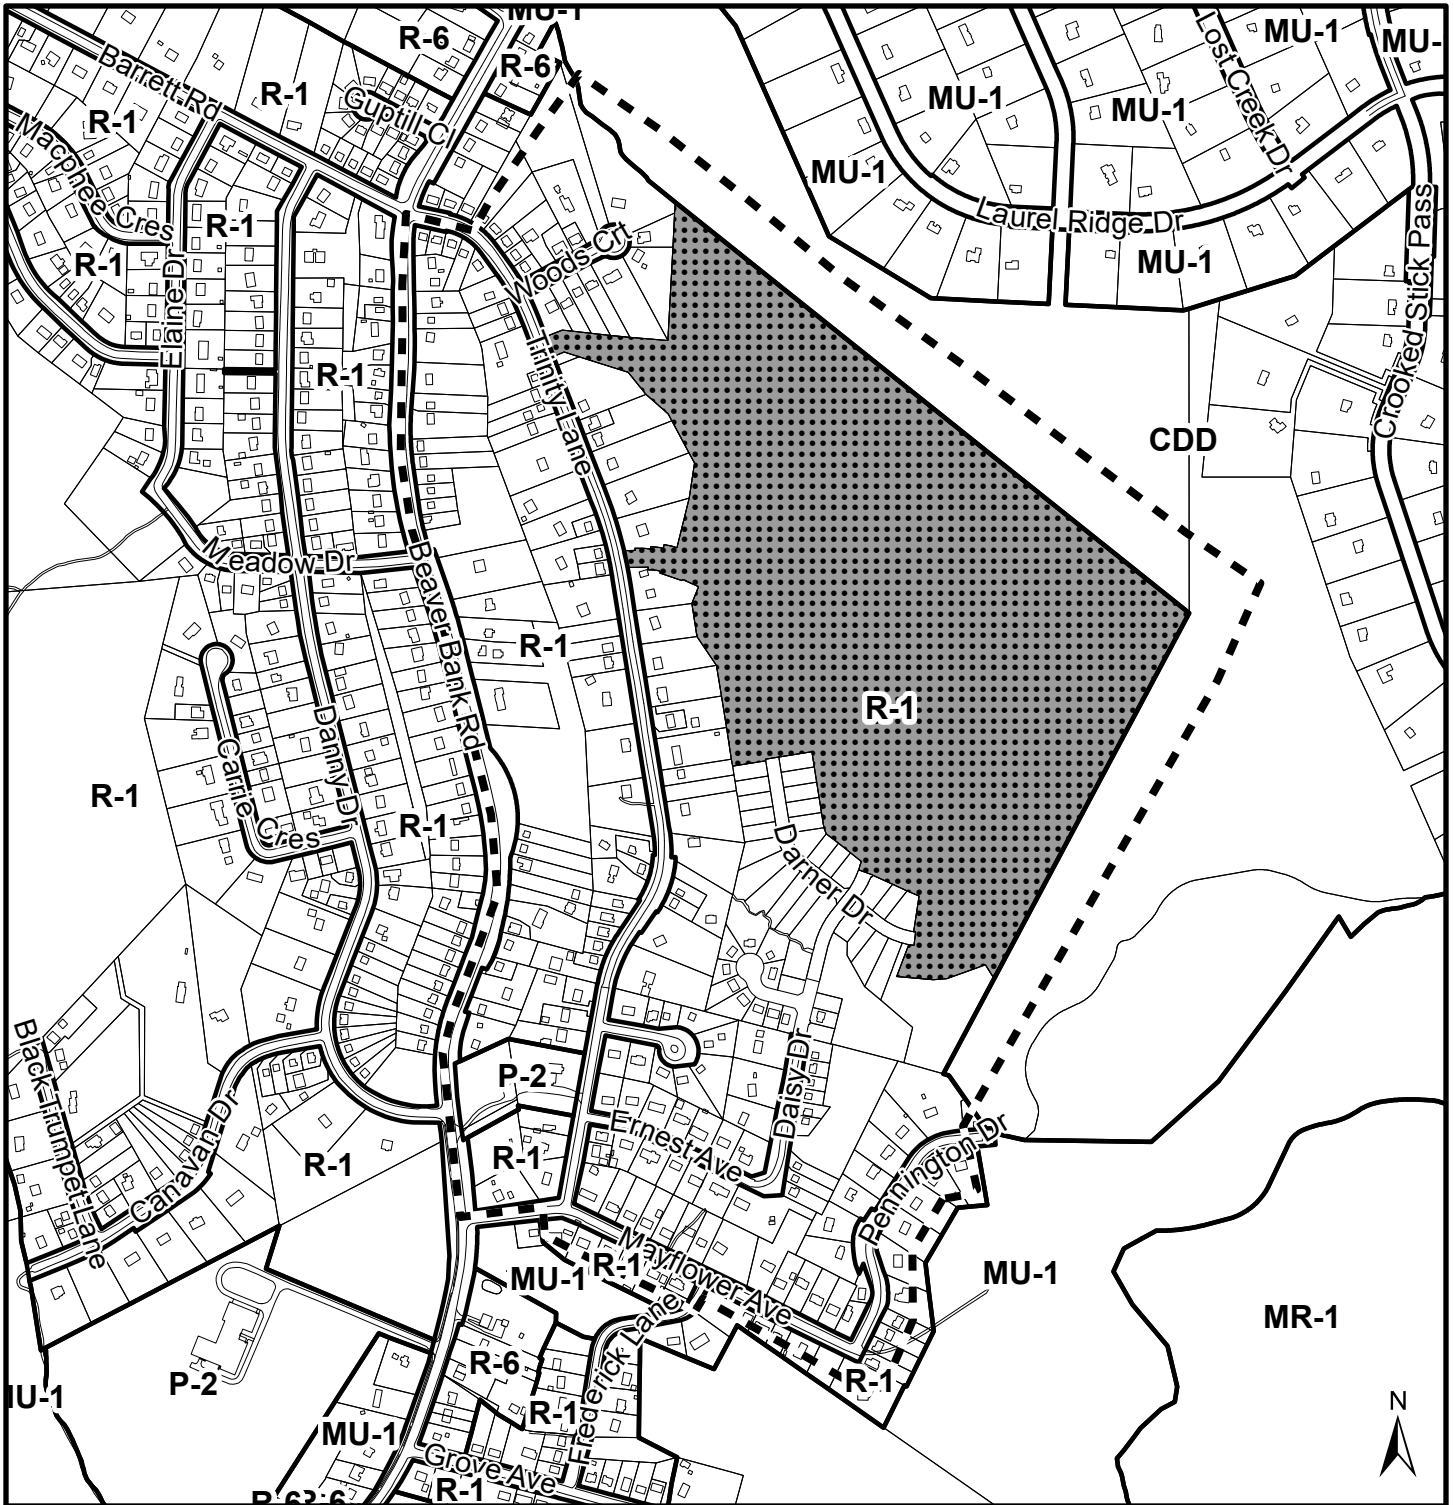 MU-1
R-6
R-6
MU-1
MU-
Lost Creek Dr
Barrett Rd
R-1
Guptill Cl
MU-1
MU-1
R-1
Macphee Cres
MU-1
Crooked Stick Pass
R-1
Laurel Ridge Dr
Woods Crt
R-1
MU-1
Elaine Dr
R-1
Trinity Lane
CDD
Meadow Dr
Beaver Bank Rd
R-1
R-1
Danny Dr
Carrie Cres
R-1
R-1
Darner Dr
Black Trumpet Lane
P-2
Daisy Dr
Canavan Dr
R-1
R-1
Ernest Ave
Pennington Dr
Mayflower Ave
R-1
MU-1
MU-1
MR-1
Frederick Lane
R-6
P-2
R-1
IU-1
R-1
N
MU-1
Grove Ave
R-1